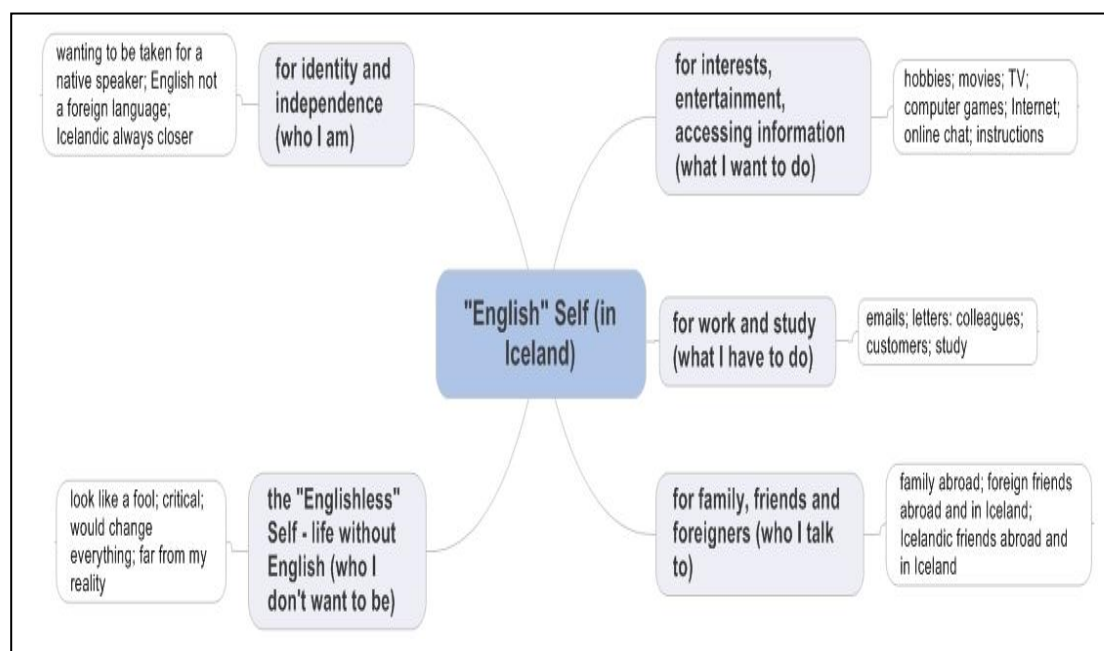 wanting to be taken for a
native speaker; English not
a foreign language;
Icelandic always closer
for identity and
independence
(who I am)
for interests,
entertainment,
accessing information
(what I want to do)
hobbies; movies; TV;
computer games; Internet;
online chat; instructions
"English" Self (in
Iceland)
for work and study
(what I have to do)
emails; letters: colleagues;
customers; study
look like a fool; critical;
would change
everything; far from my
reality
the "Englishless"
Self - life without
English (who I
don't want to be)
for family, friends and
foreigners (who I talk
to)
family abroad; foreign friends
abroad and in Iceland;
Icelandic friends abroad and
in Iceland